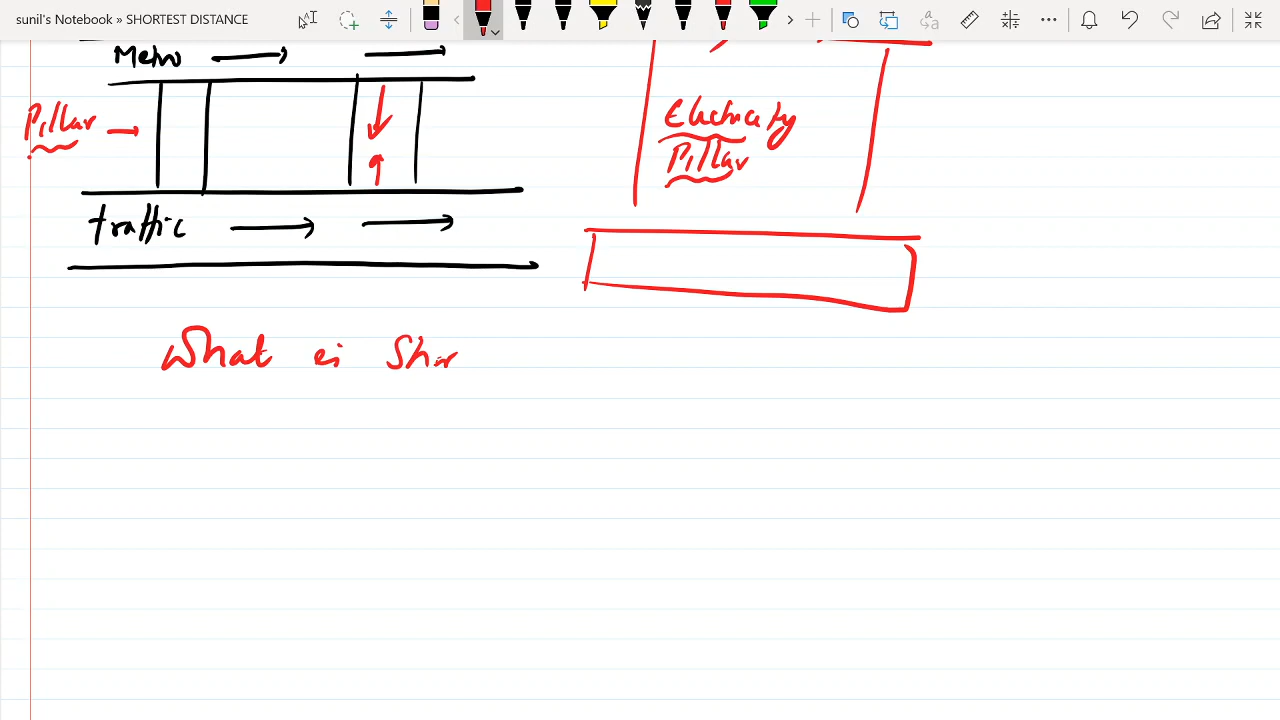 sunil's Notebook » SHORTEST DISTANCE
Metro
Pillar
Electricity
Pillar
traffic
What is Shor